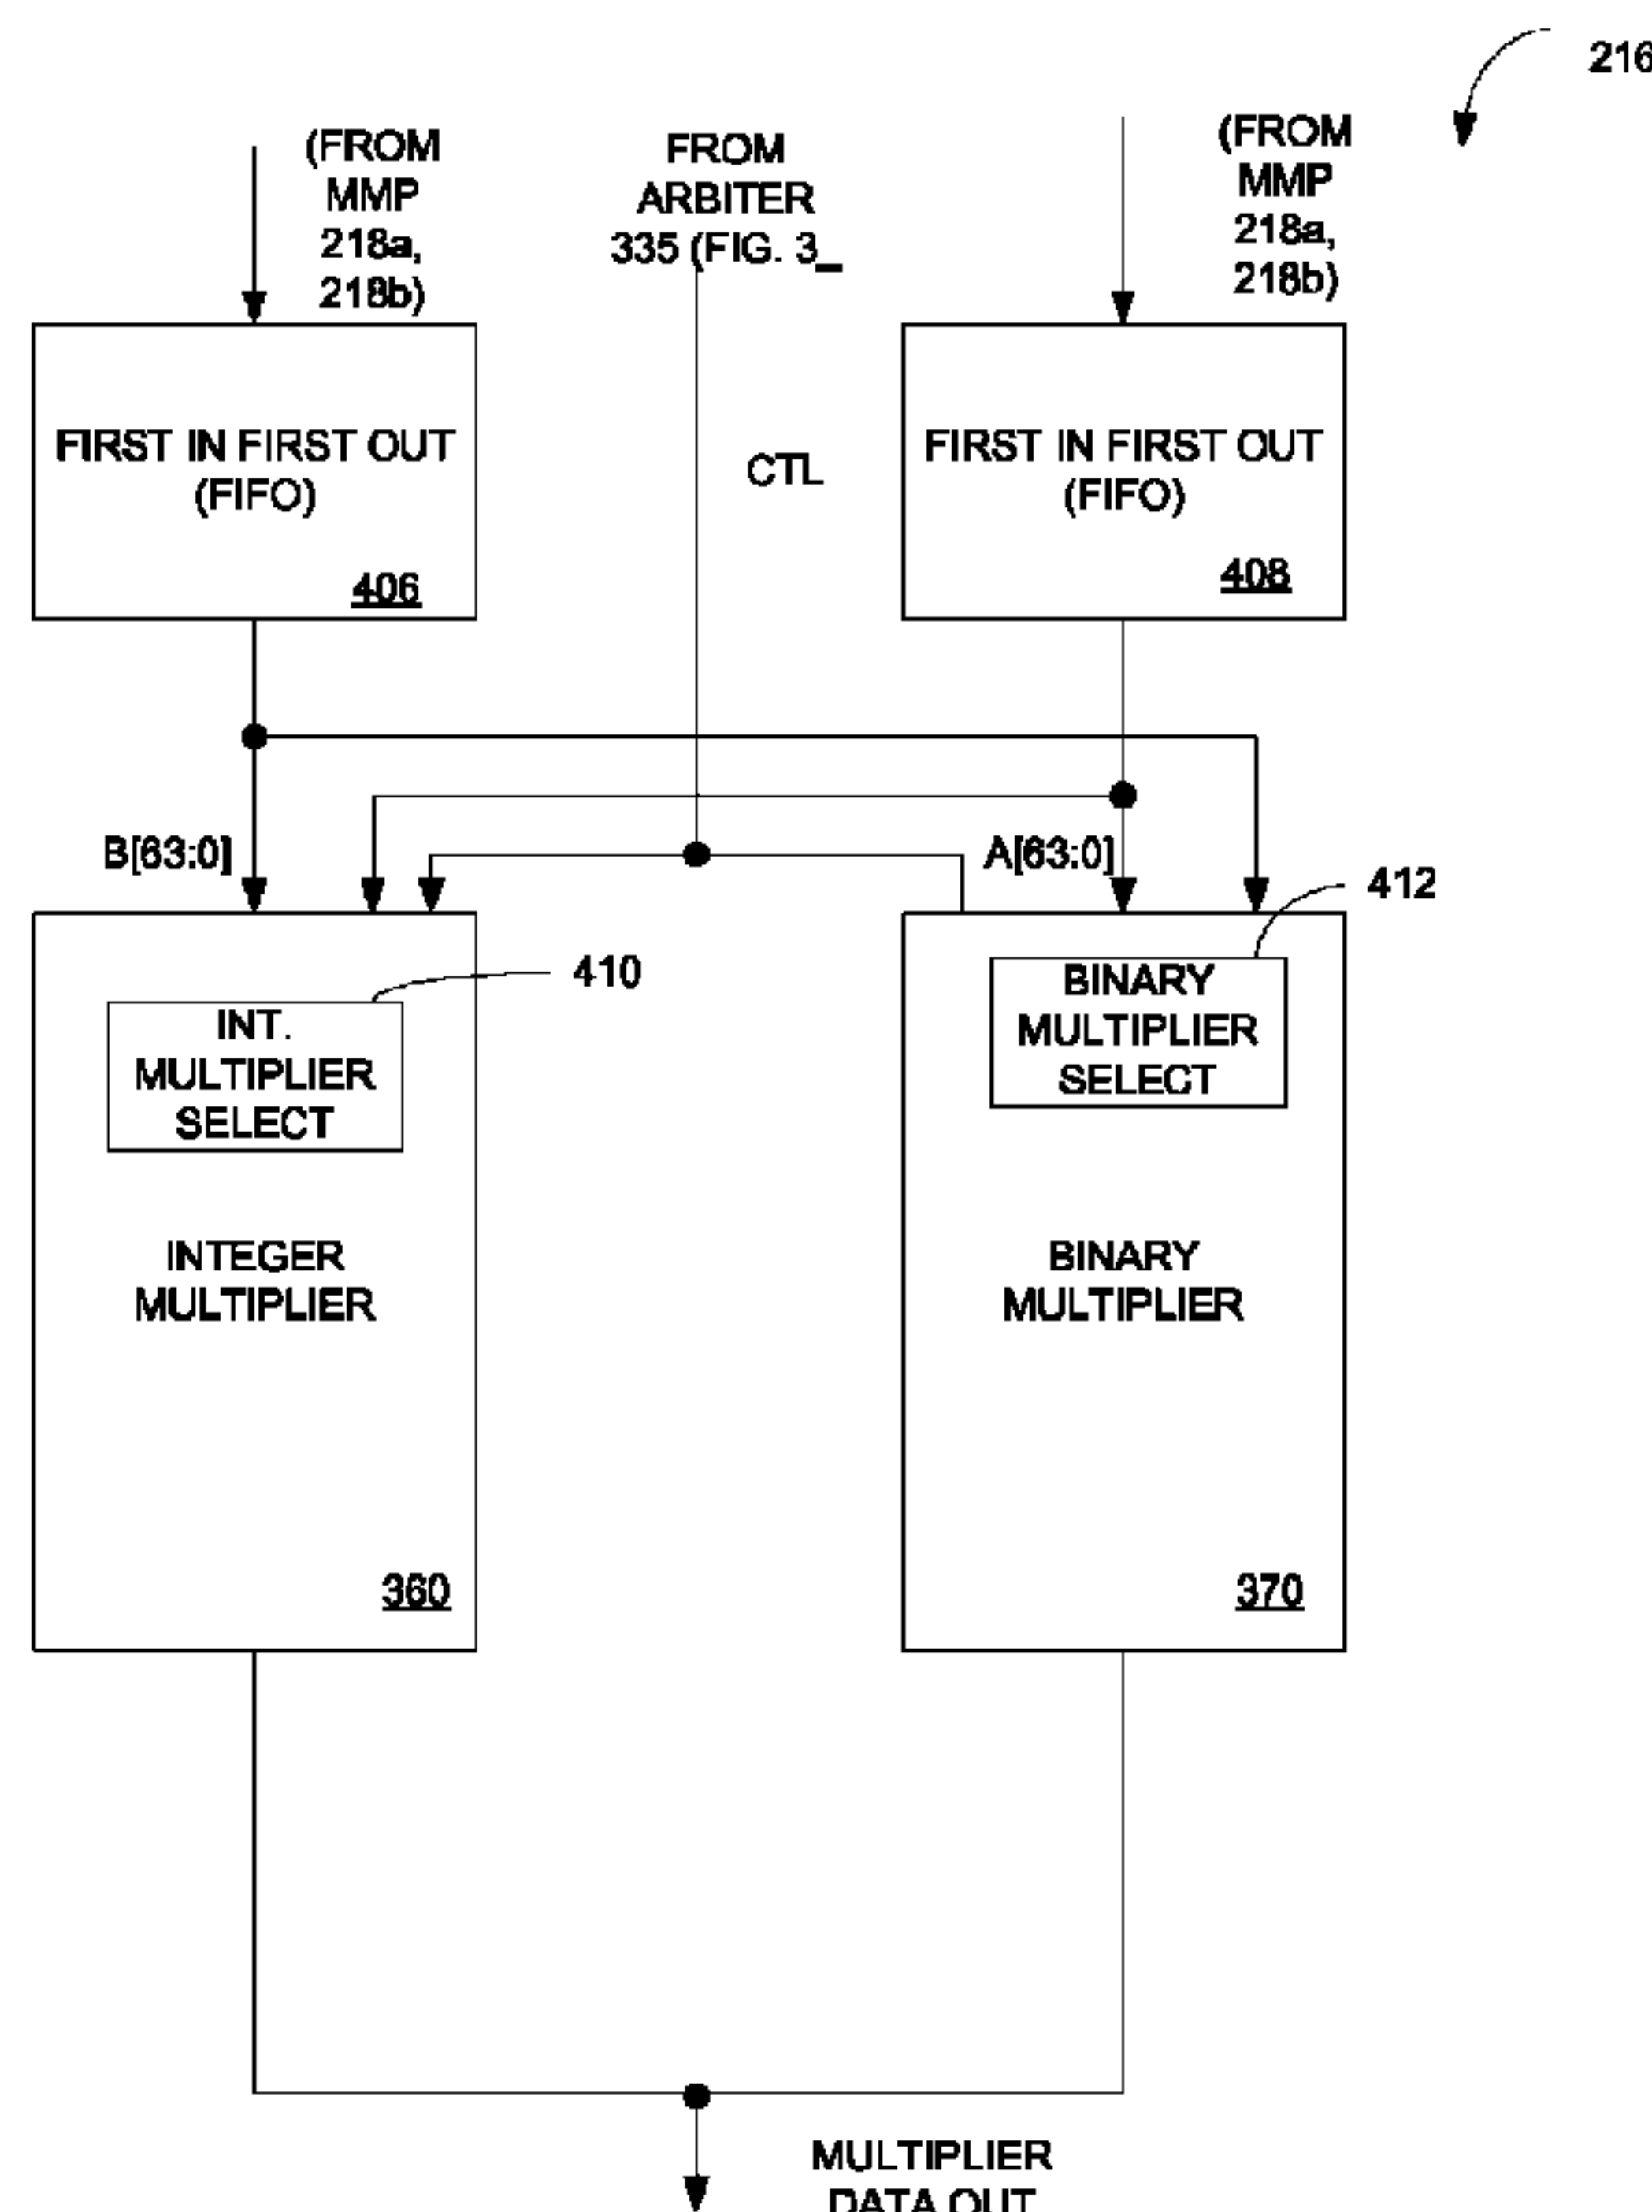 216
(FROM
MMP
218a,
218b)
FROM
ARBITER
335 (FIG. 3_
(FROM
MMP
218a,
218b)
FIRST IN FIRST OUT
(FIFO)
406
CTL
FIRST IN FIRST OUT
(FIFO)
408
B[63:0]
A[63:0]
412
410
INT.
MULTIPLIER
SELECT
BINARY
MULTIPLIER
SELECT
INTEGER
MULTIPLIER
360
BINARY
MULTIPLIER
370
MULTIPLIER
DATA OUT